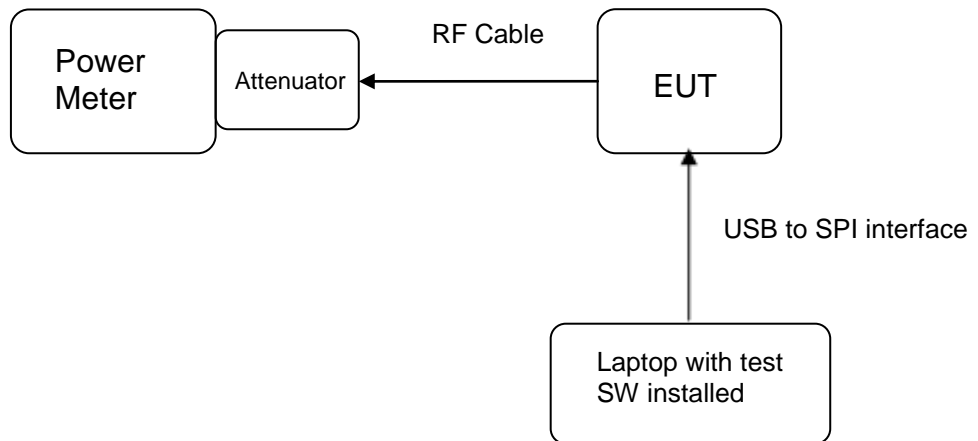 Power
Meter
Attenuator
RF Cable
EUT
USB to SPI interface
Laptop with test
SW installed